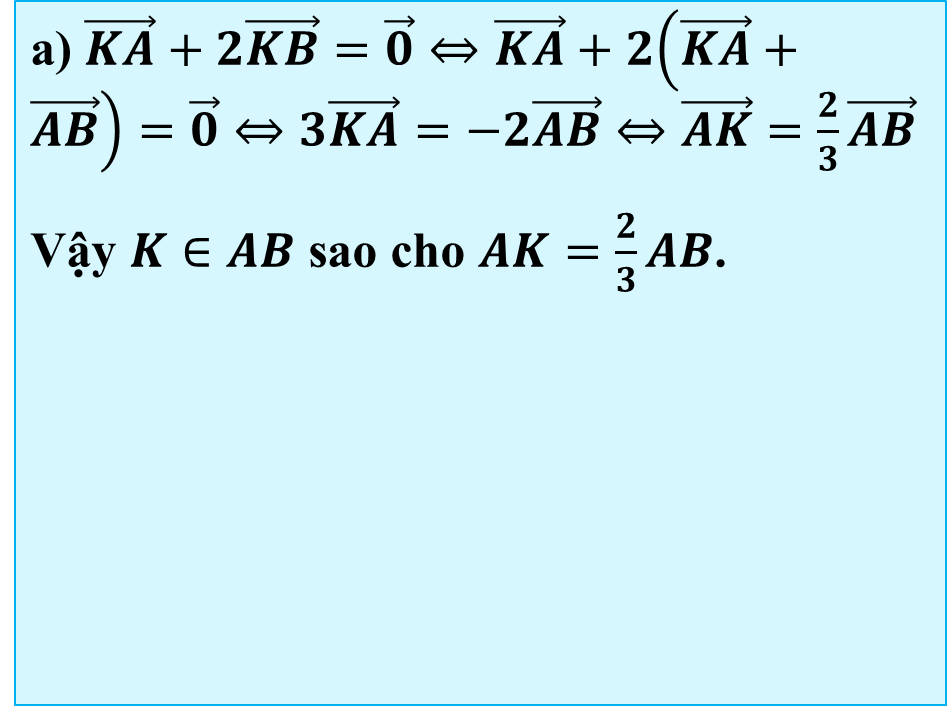 a) $\overrightarrow{KA} + 2\overrightarrow{KB} = \vec{0} \Leftrightarrow \overrightarrow{KA} + 2(\overrightarrow{KA} +$
$\overrightarrow{AB}) = \vec{0} \Leftrightarrow 3\overrightarrow{KA} = -2\overrightarrow{AB} \Leftrightarrow \overrightarrow{AK} = \frac{2}{3}\overrightarrow{AB}$
Vậy $K \in AB$ sao cho $AK = \frac{2}{3}AB.$